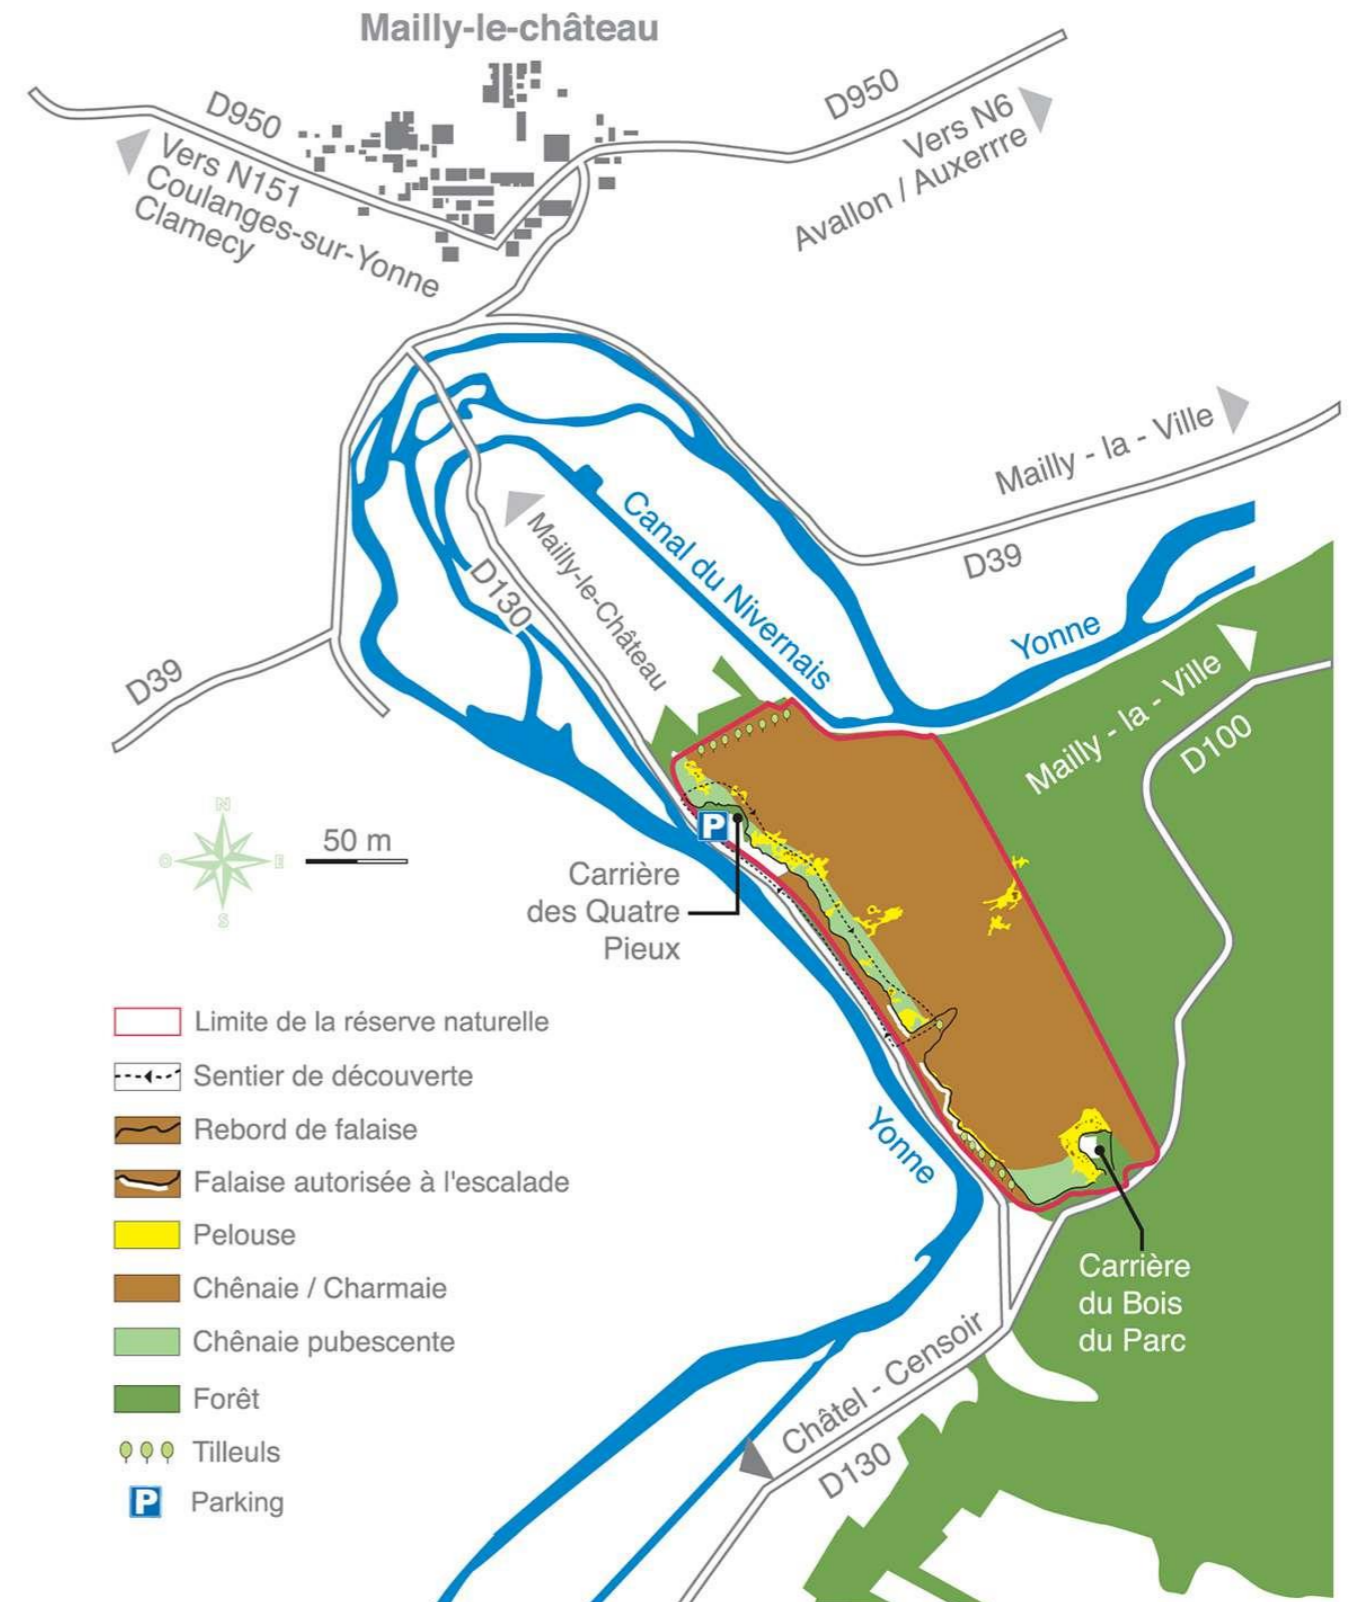 Mailly-le-château
D950
Vers N151
Coulanges-sur-Yonne
Clamecy
D950
Vers N6
Avallon / Auxerrre
Mailly - la - Ville
D39
Canal du Nivernais
Mailly-le-Château
D130
Yonne
D39
Mailly - la - Ville
D100
N
O
E
S
50 m
P
Carrière
des Quatre
Pieux
Limite de la réserve naturelle
Sentier de découverte
Rebord de falaise
Falaise autorisée à l'escalade
Pelouse
Chênaie / Charmaie
Chênaie pubescente
Forêt
Tilleuls
P Parking
Yonne
Carrière
du Bois
du Parc
Châtel - Censoir
D130